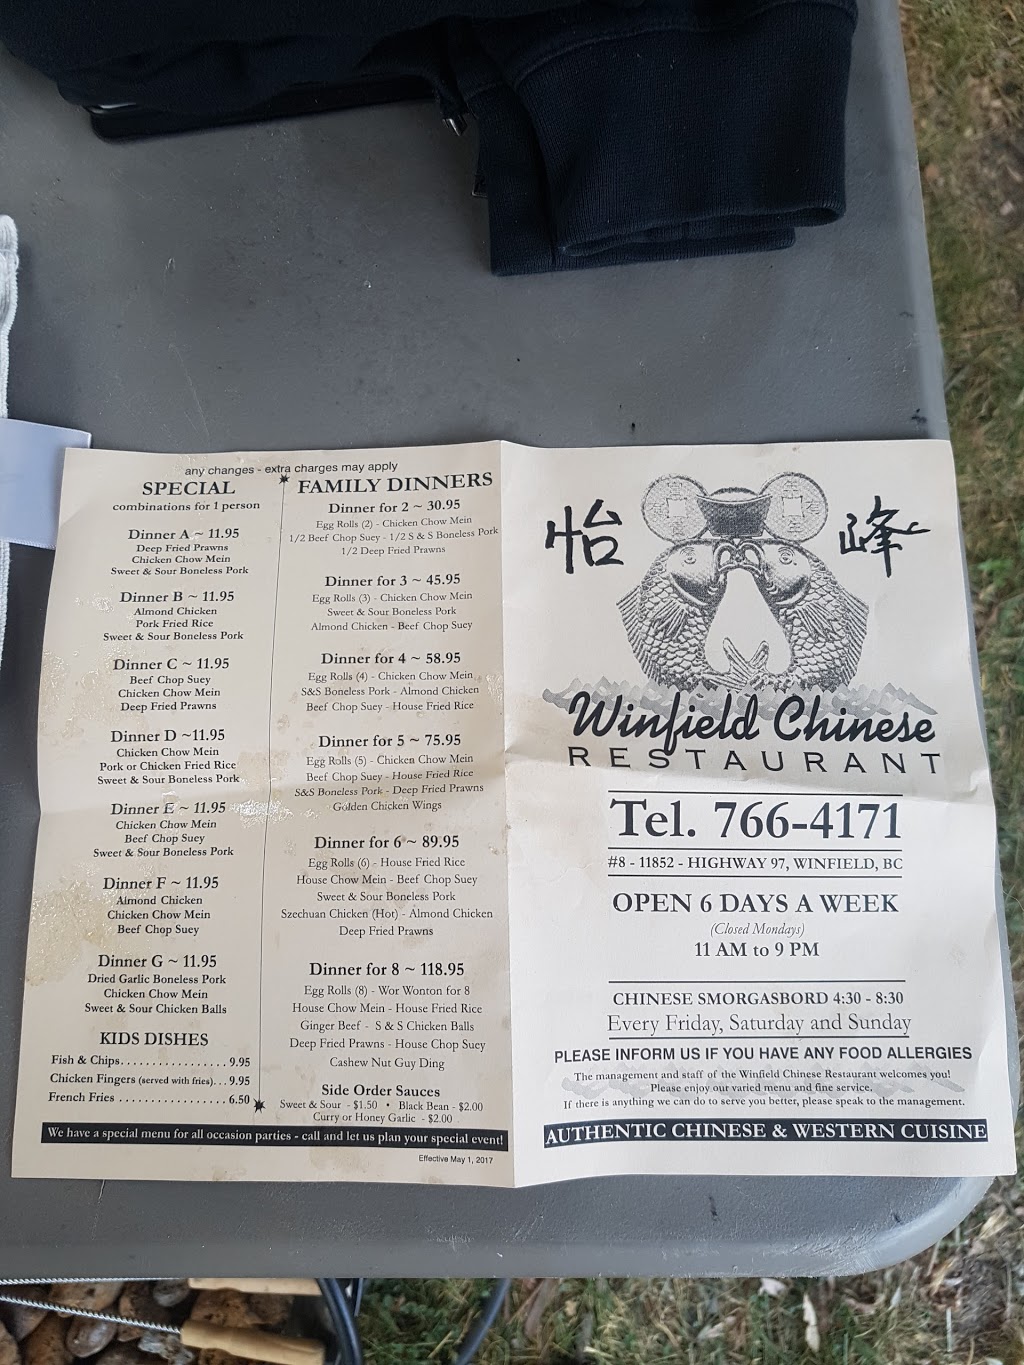 any changes - extra charges may apply
SPECIAL
combinations for 1 person
Dinner A ~ 11.95
Deep Fried Prawns
Chicken Chow Mein
Sweet & Sour Boneless Pork
Dinner B ~ 11.95
Almond Chicken
Pork Fried Rice
Sweet & Sour Boneless Pork
Dinner C ~ 11.95
Beef Chop Suey
Chicken Chow Mein
Deep Fried Prawns
Dinner D ~11.95
Chicken Chow Mein
Pork or Chicken Fried Rice
Sweet & Sour Boneless Pork
Dinner E ~ 11.95
Chicken Chow Mein
Beef Chop Suey
Sweet & Sour Boneless Pork
Dinner F ~ 11.95
Almond Chicken
Chicken Chow Mein
Beef Chop Suey
Dinner G ~ 11.95
Dried Garlic Boneless Pork
Chicken Chow Mein
Sweet & Sour Chicken Balls
KIDS DISHES
Fish & Chips. . . . . . . . . . . . . . . . 9.95
Chicken Fingers (served with fries). . . 9.95
French Fries . . . . . . . . . . . . . . . . 6.50
FAMILY DINNERS
Dinner for 2 ~ 30.95
Egg Rolls (2) - Chicken Chow Mein
1/2 Beef Chop Suey - 1/2 S & S Boneless Pork
1/2 Deep Fried Prawns
Dinner for 3 ~ 45.95
Egg Rolls (3) - Chicken Chow Mein
Sweet & Sour Boneless Pork
Almond Chicken - Beef Chop Suey
Dinner for 4 ~ 58.95
Egg Rolls (4) - Chicken Chow Mein
S&S Boneless Pork - Almond Chicken
Beef Chop Suey - House Fried Rice
Dinner for 5 ~ 75.95
Egg Rolls (5) - Chicken Chow Mein
Beef Chop Suey - House Fried Rice
S&S Boneless Pork - Deep Fried Prawns
Golden Chicken Wings
Dinner for 6 ~ 89.95
Egg Rolls (6) - House Fried Rice
House Chow Mein - Beef Chop Suey
Sweet & Sour Boneless Pork
Szechuan Chicken (Hot) - Almond Chicken
Deep Fried Prawns
Dinner for 8 ~ 118.95
Egg Rolls (8) - Wor Wonton for 8
House Chow Mein - House Fried Rice
Ginger Beef - S & S Chicken Balls
Deep Fried Prawns - House Chop Suey
Cashew Nut Guy Ding
Side Order Sauces
Sweet & Sour - $1.50 • Black Bean - $2.00
Curry or Honey Garlic - $2.00
We have a special menu for all occasion parties - call and let us plan your special event!
Effective May 1, 2017
怡 峰
Winfield Chinese
RESTAURANT
Tel. 766-4171
#8 - 11852 - HIGHWAY 97, WINFIELD, BC
OPEN 6 DAYS A WEEK
(Closed Mondays)
11 AM to 9 PM
CHINESE SMORGASBORD 4:30 - 8:30
Every Friday, Saturday and Sunday
PLEASE INFORM US IF YOU HAVE ANY FOOD ALLERGIES
The management and staff of the Winfield Chinese Restaurant welcomes you!
Please enjoy our varied menu and fine service.
If there is anything we can do to serve you better, please speak to the management.
AUTHENTIC CHINESE & WESTERN CUISINE